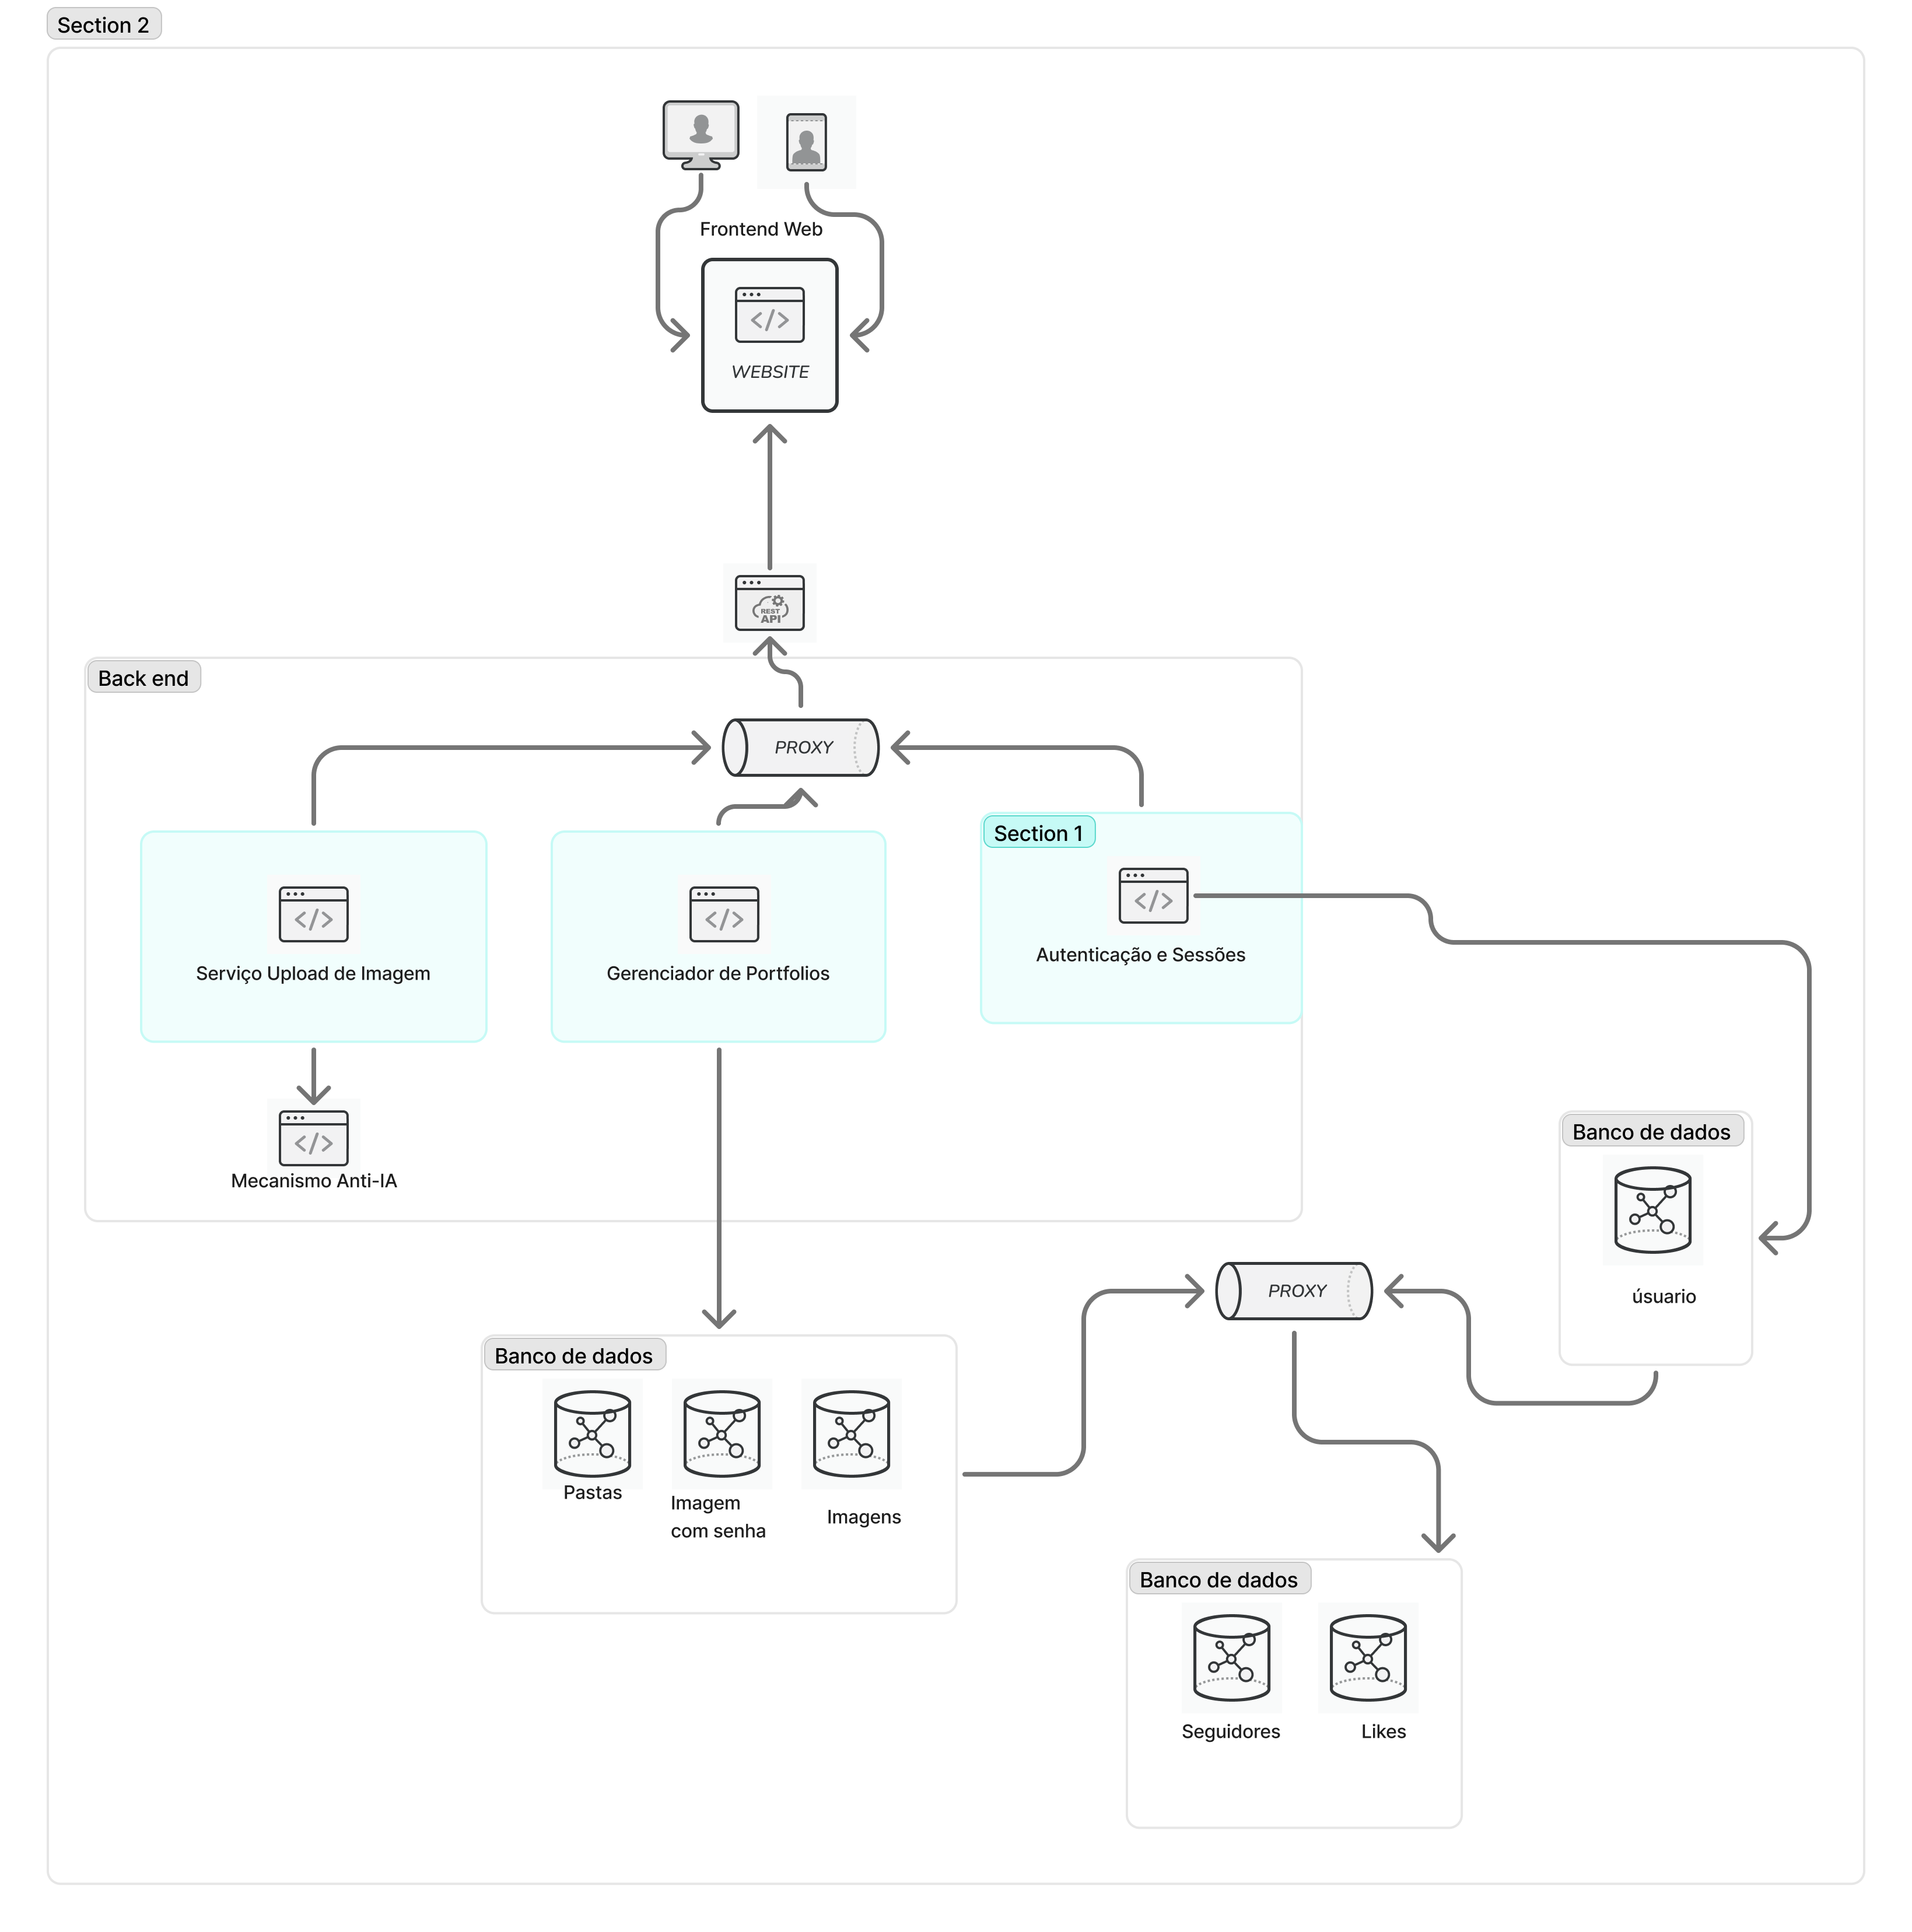 Section 2
Frontend Web
</>
WEBSITE
REST
API
Back end
PROXY
Section 1
</>
</>
</>
Serviço Upload de Imagem
Gerenciador de Portfolios
Autenticação e Sessões
</>
Mecanismo Anti-IA
Banco de dados
úsuario
PROXY
Banco de dados
Pastas
Imagem
com senha
Imagens
Banco de dados
Seguidores
Likes